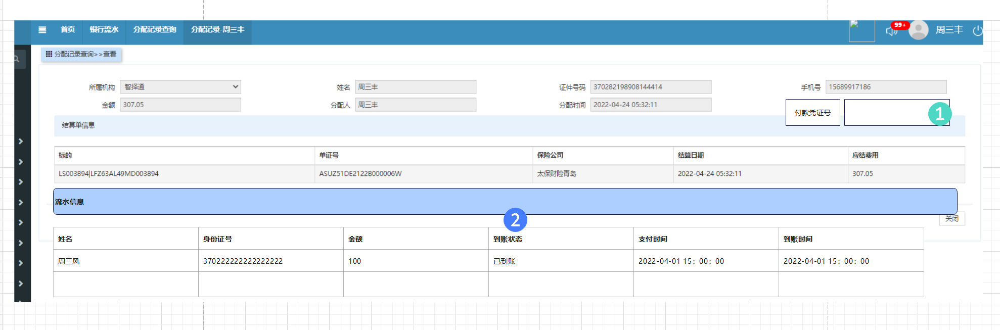 首页 银行流水 分配记录查询 分配记录-周三丰 99+ 周三丰
分配记录查询>>查看
所属机构 智择通 姓名 周三丰 证件号码 370282198908144414 手机号 15689917186
金额 307.05 分配人 周三丰 分配时间 2022-04-24 05:32:11
付款凭证号 1
结算单信息
标的 单证号 保险公司 结算日期 应结费用
LS003894|LFZ63AL49MD003894 ASUZ51DE2122B000006W 太保财险青岛 2022-04-24 05:32:11 307.05
流水信息
2
关闭
姓名 身份证号 金额 到账状态 支付时间 到账时间
周三风 370222222222222222 100 已到账 2022-04-01 15：00：00 2022-04-01 15：00：00